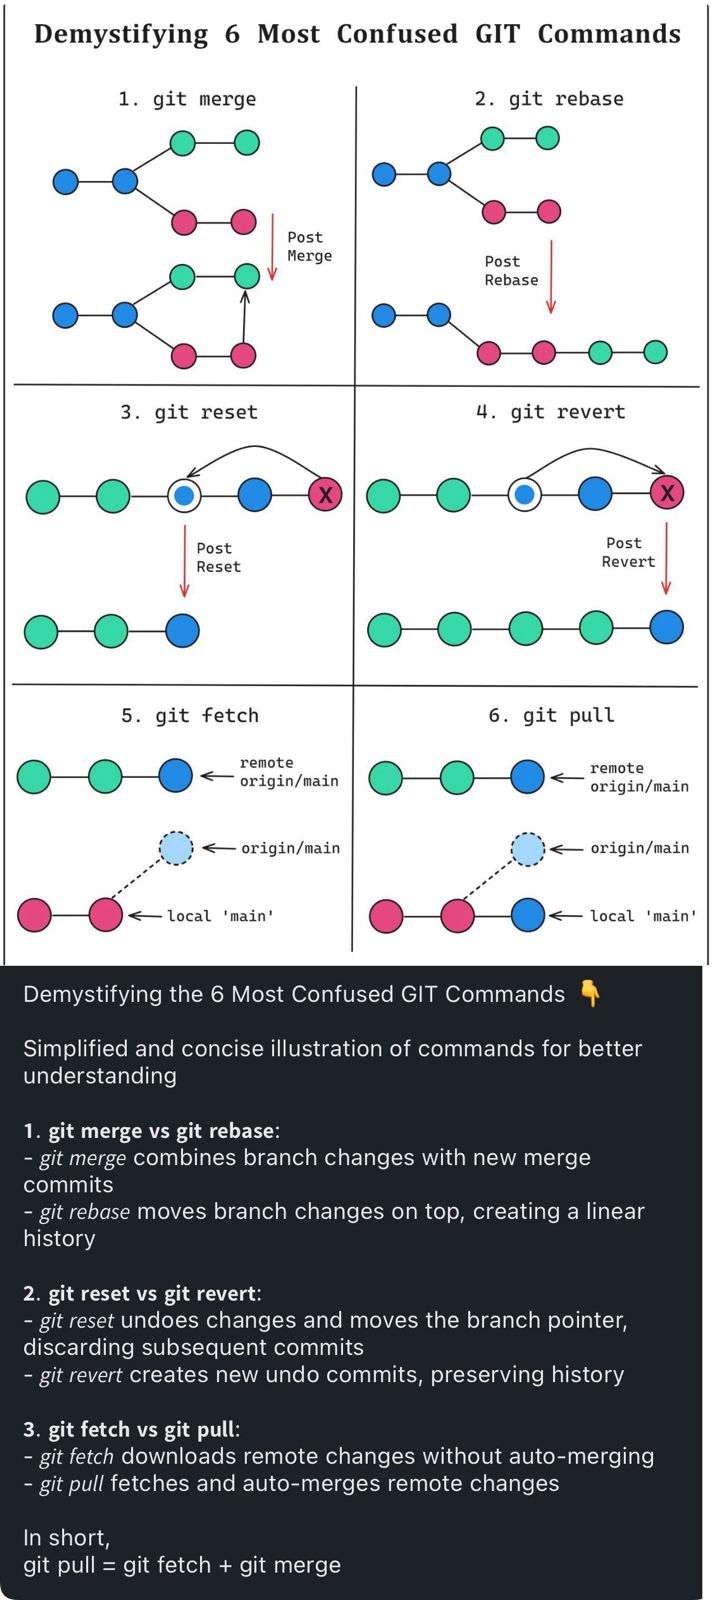 Demystifying 6 Most Confused GIT Commands
1. git merge
Post
Merge
2. git rebase
Post
Rebase
3. git reset
X
Post
Reset
4. git revert
X
Post
Revert
5. git fetch
remote
origin/main
origin/main
local 'main'
6. git pull
remote
origin/main
origin/main
local 'main'
Demystifying the 6 Most Confused GIT Commands 👇
Simplified and concise illustration of commands for better
understanding
1. git merge vs git rebase:
- git merge combines branch changes with new merge
commits
- git rebase moves branch changes on top, creating a linear
history
2. git reset vs git revert:
- git reset undoes changes and moves the branch pointer,
discarding subsequent commits
- git revert creates new undo commits, preserving history
3. git fetch vs git pull:
- git fetch downloads remote changes without auto-merging
- git pull fetches and auto-merges remote changes
In short,
git pull = git fetch + git merge